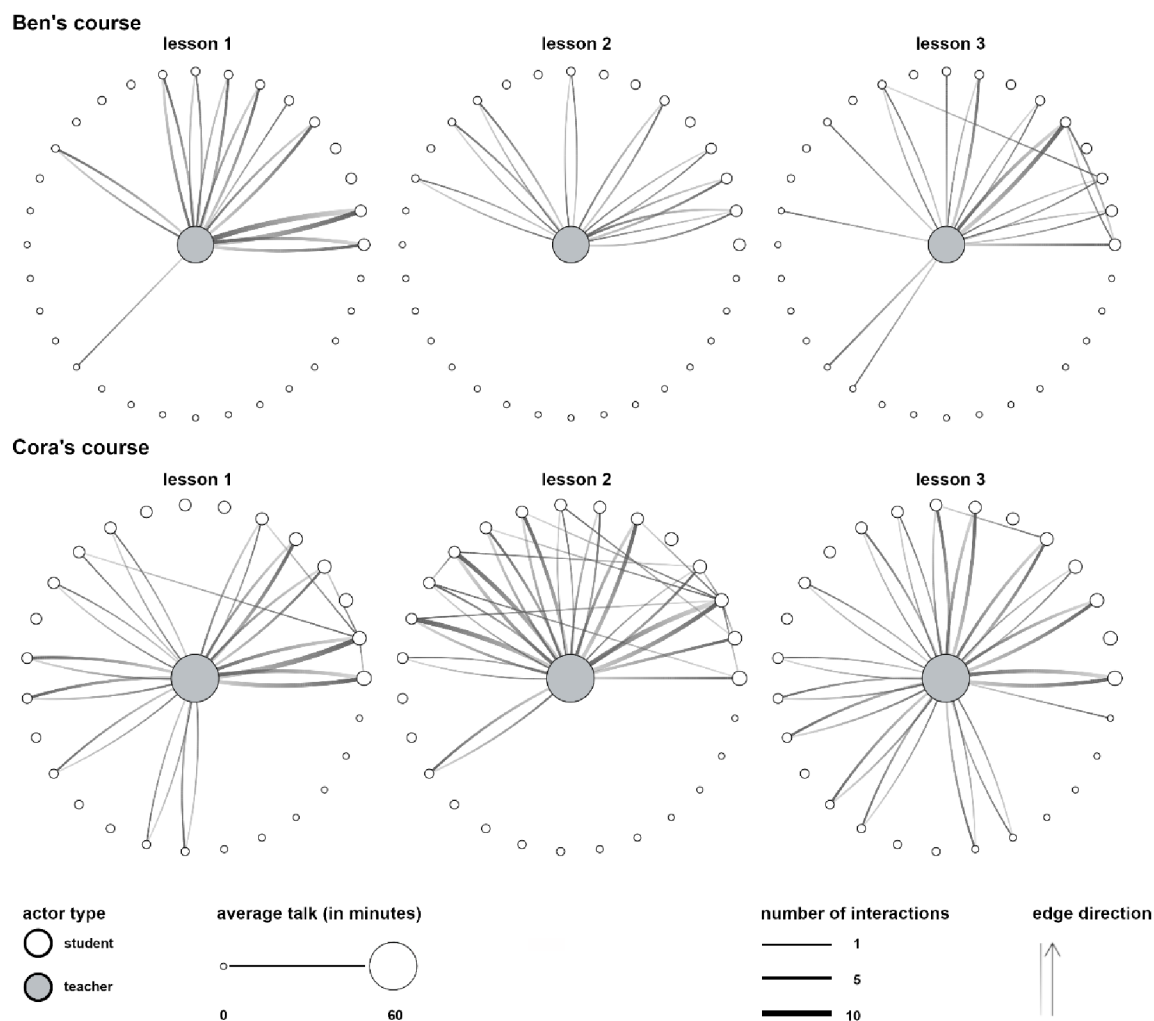 Ben's course
lesson 1
lesson 2
lesson 3
Cora's course
lesson 1
lesson 2
lesson 3
actor type
student
teacher
average talk (in minutes)
0
60
number of interactions
1
5
10
edge direction